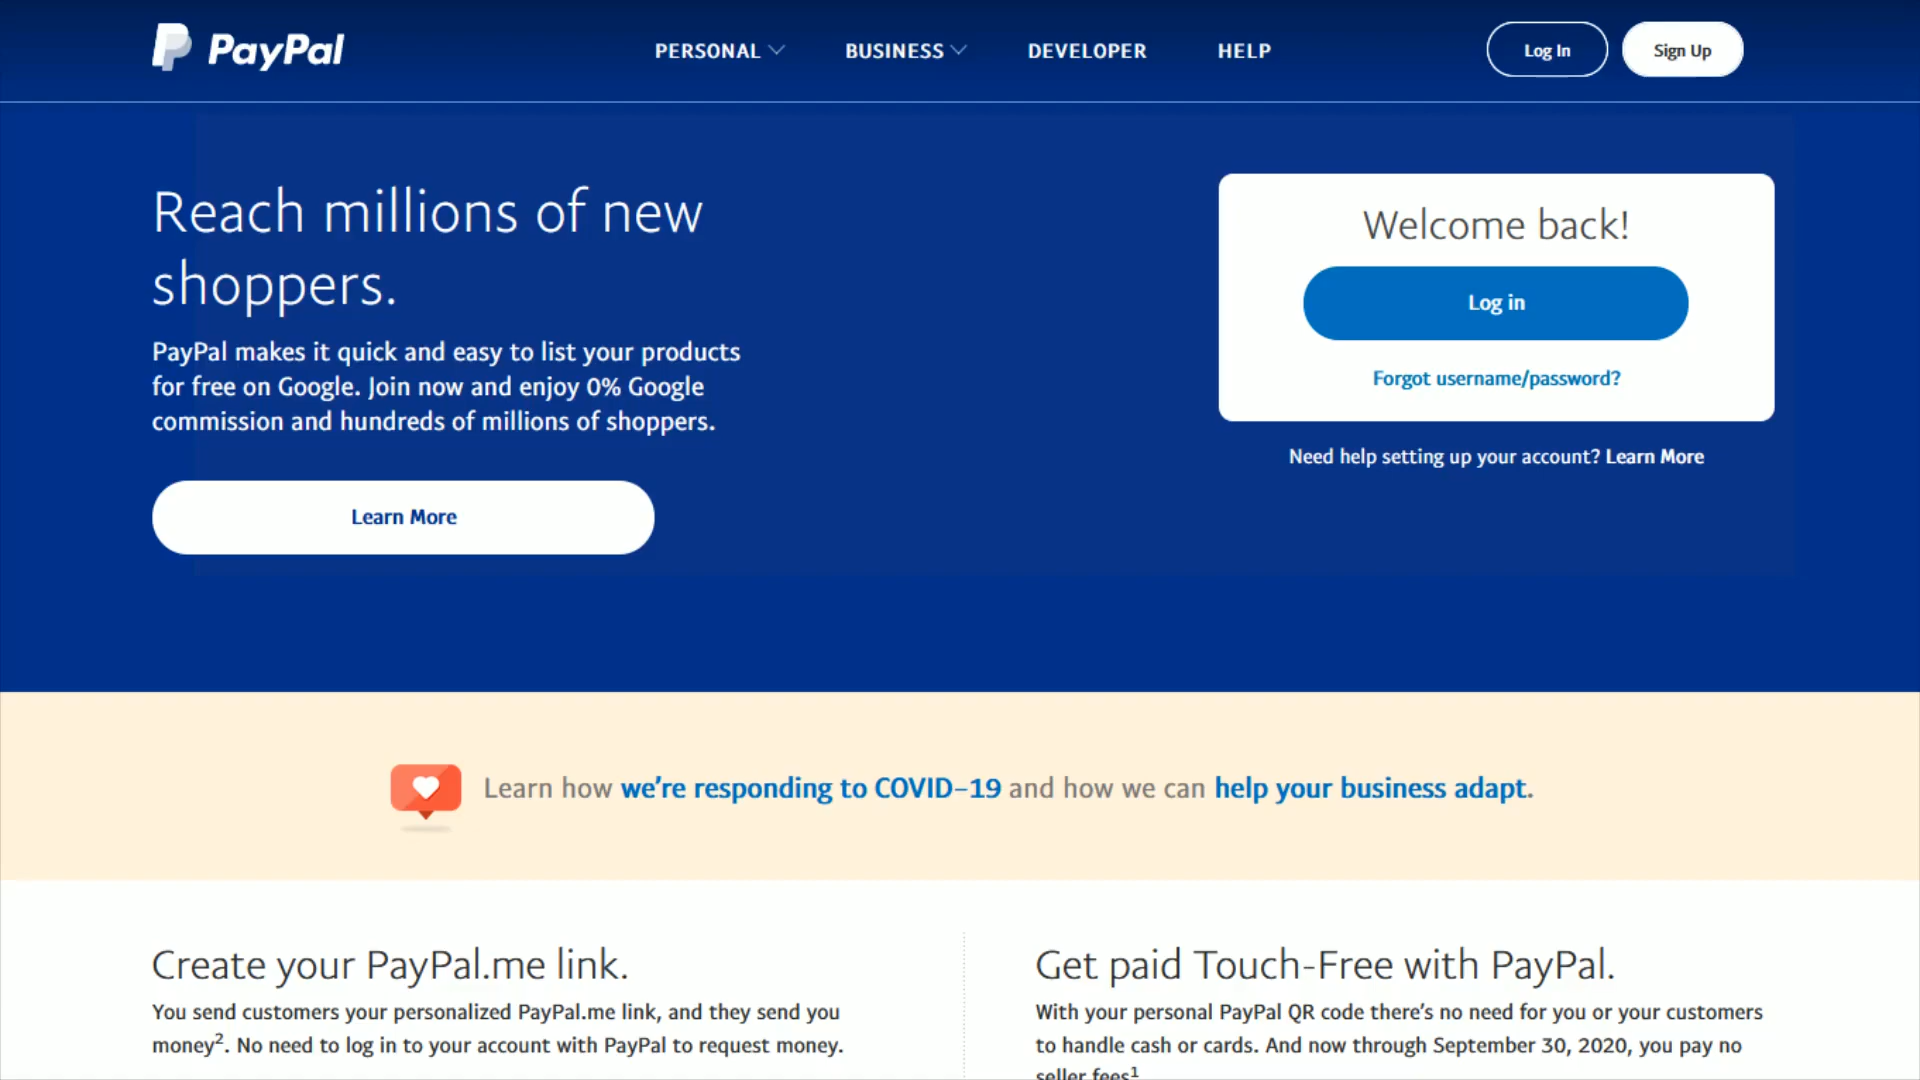 PayPal
PERSONAL
BUSINESS
DEVELOPER
HELP
Log In
Sign Up
Reach millions of new
shoppers.
PayPal makes it quick and easy to list your products
for free on Google. Join now and enjoy 0% Google
commission and hundreds of millions of shoppers.
Learn More
Welcome back!
Log in
Forgot username/password?
Need help setting up your account? Learn More
Learn how we're responding to COVID-19 and how we can help your business adapt.
Create your PayPal.me link.
You send customers your personalized PayPal.me link, and they send you
money². No need to log in to your account with PayPal to request money.
Get paid Touch-Free with PayPal.
With your personal PayPal QR code there's no need for you or your customers
to handle cash or cards. And now through September 30, 2020, you pay no
seller fees¹